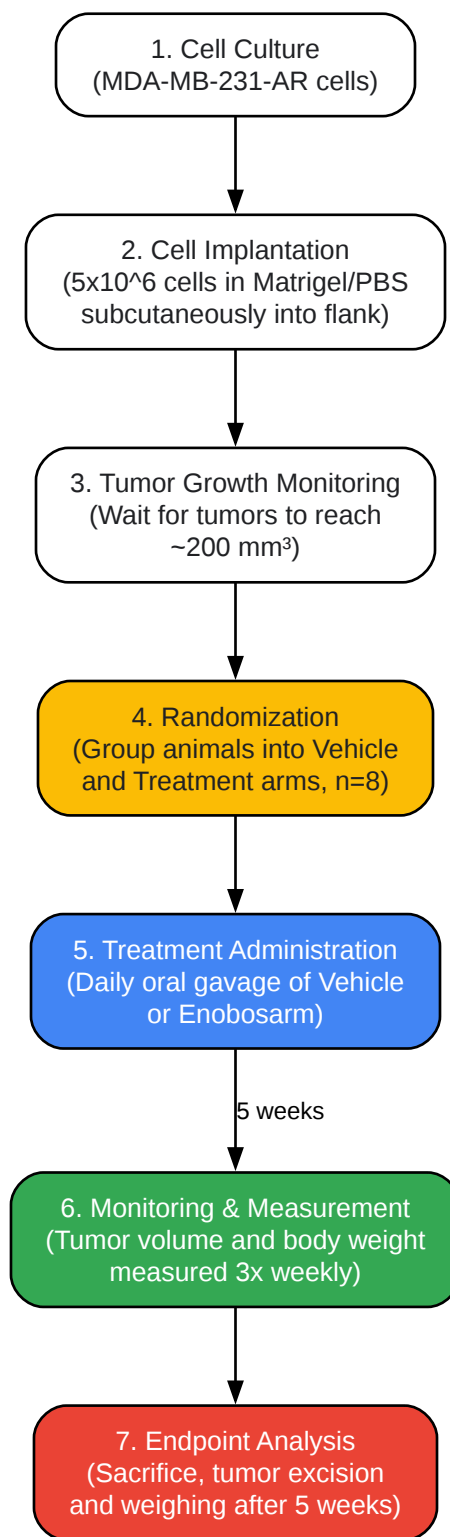 1. Cell Culture
(MDA-MB-231-AR cells)
2. Cell Implantation
(5x10^6 cells in Matrigel/PBS
subcutaneously into flank)
3. Tumor Growth Monitoring
(Wait for tumors to reach
~200 mm³)
4. Randomization
(Group animals into Vehicle
and Treatment arms, n=8)
5. Treatment Administration
(Daily oral gavage of Vehicle
or Enobosarm)
5 weeks
6. Monitoring & Measurement
(Tumor volume and body weight
measured 3x weekly)
7. Endpoint Analysis
(Sacrifice, tumor excision
and weighing after 5 weeks)